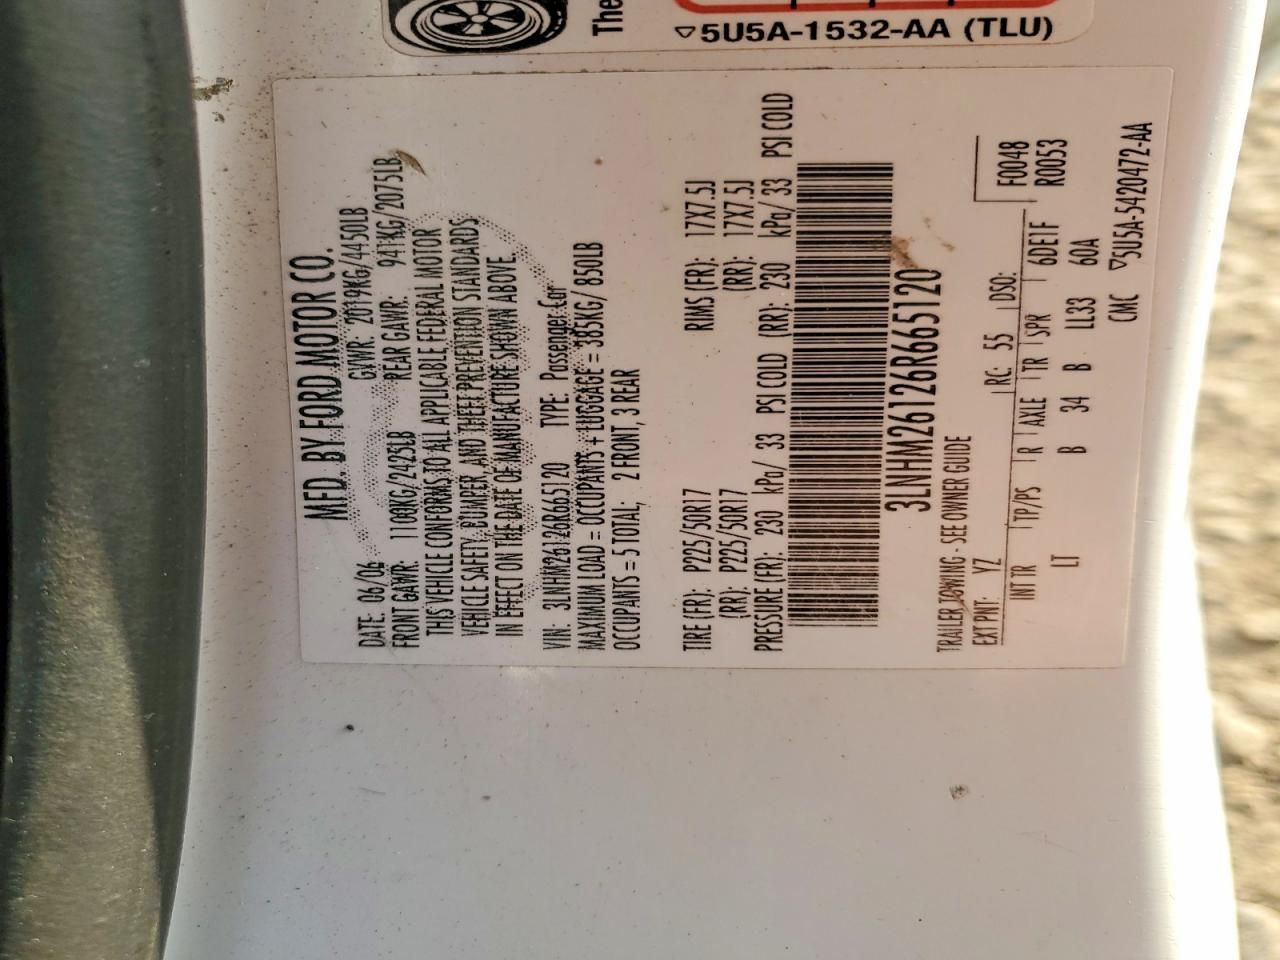 The
5U5A-1532-AA (TLU)
MFD. BY FORD MOTOR CO.
DATE: 06/06 GVWR: 2019KG/4450LB
FRONT GAWR: 1100KG/2425LB REAR GAWR: 941KG/2075LB
THIS VEHICLE CONFORMS TO ALL APPLICABLE FEDERAL MOTOR
VEHICLE SAFETY, BUMPER, AND THEFT PREVENTION STANDARDS
IN EFFECT ON THE DATE OF MANUFACTURE SHOWN ABOVE.
VIN: 3LNHM26126R665120 TYPE: Passenger Car
MAXIMUM LOAD = OCCUPANTS + LUGGAGE = 385KG/ 850LB
OCCUPANTS = 5 TOTAL; 2 FRONT, 3 REAR
TIRE (FR): P225/50R17 RIMS (FR): 17X7.5J
(RR): P225/50R17 (RR): 17X7.5J
PRESSURE (FR): 230 kPa/ 33 PSI COLD (RR): 230 kPa/ 33 PSI COLD
3LNHM26126R665120
TRAILER TOWING - SEE OWNER GUIDE
EXT PNT: YZ RC: 55 DSO: F0048
INT TR TP/PS R AXLE TR SPR 6DE1F R0053
LT B 34 B LL33 60A
CMC 5U5A-5420472-AA